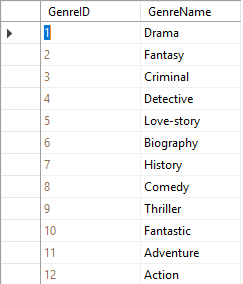 GenreID GenreName
1 Drama
2 Fantasy
3 Criminal
4 Detective
5 Love-story
6 Biography
7 History
8 Comedy
9 Thriller
10 Fantastic
11 Adventure
12 Action